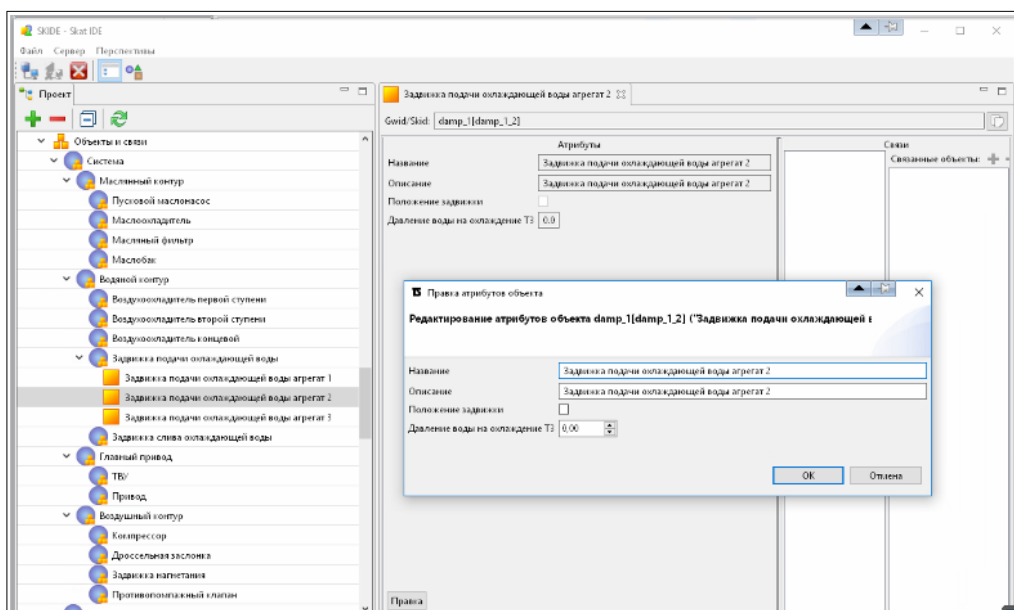 SKIDE - Skat IDE
Файл Сервер Перспективы
Проект
Объекты и связи
Система
Маслянный контур
Пусковой маслонасос
Маслоохладитель
Масляный фильтр
Маслобак
Водяной контур
Воздухоохладитель первой ступени
Воздухоохладитель второй ступени
Воздухоохладитель концевой
Задвижка подачи охлаждающей воды
Задвижка подачи охлаждающей воды агрегат 1
Задвижка подачи охлаждающей воды агрегат 2
Задвижка подачи охлаждающей воды агрегат 3
Задвижка слива охлаждающей воды
Главный привод
ТВУ
Привод
Воздушный контур
Компрессор
Дроссельная заслонка
Задвижка нагнетания
Противопомпажный клапан
Задвижка подачи охлаждающей воды агрегат 2
Gwid/Skid: damp_1[damp_1_2]
Атрибуты
Название Задвижка подачи охлаждающей воды агрегат 2
Описание Задвижка подачи охлаждающей воды агрегат 2
Положение задвижки
Давление воды на охлаждение ТЗ 0.0
Связи
Связанные объекты:
Правка атрибутов объекта
Редактирование атрибутов объекта damp_1[damp_1_2] ("Задвижка подачи охлаждающей в
Название Задвижка подачи охлаждающей воды агрегат 2
Описание Задвижка подачи охлаждающей воды агрегат 2
Положение задвижки
Давление воды на охлаждение ТЗ 0,00
OK Отмена
Правка